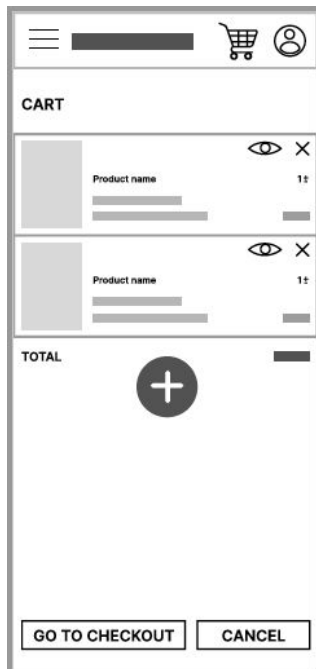 CART
Product name 1±
Product name 1±
TOTAL
GO TO CHECKOUT CANCEL